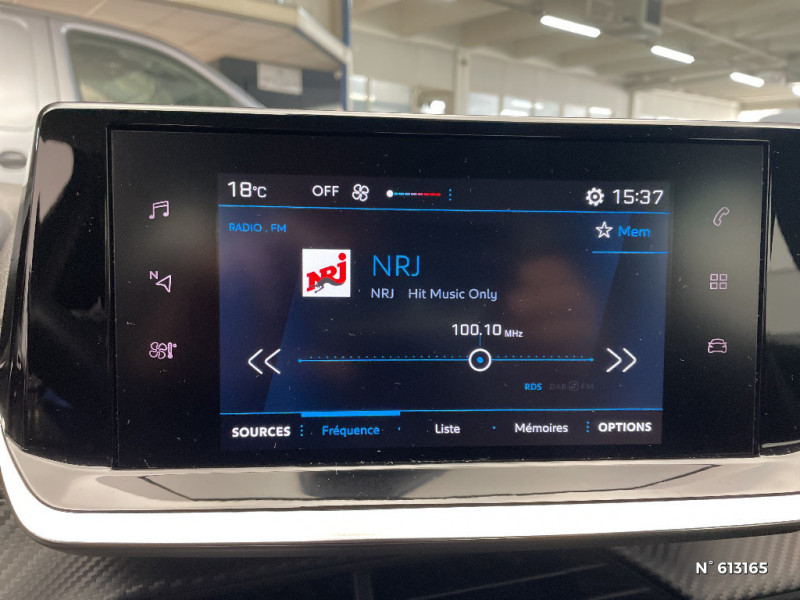 18°C OFF 15:37
RADIO . FM
Mem
NRJ
NRJ
NRJ Hit Music Only
100.10 MHz
RDS DAB FM
SOURCES Fréquence Liste Mémoires OPTIONS
N
N° 613165